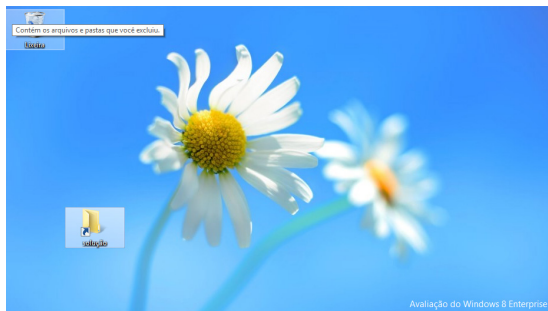 Contém os arquivos e pastas que você excluiu.
Lixeira
solução
Avaliação do Windows 8 Enterprise